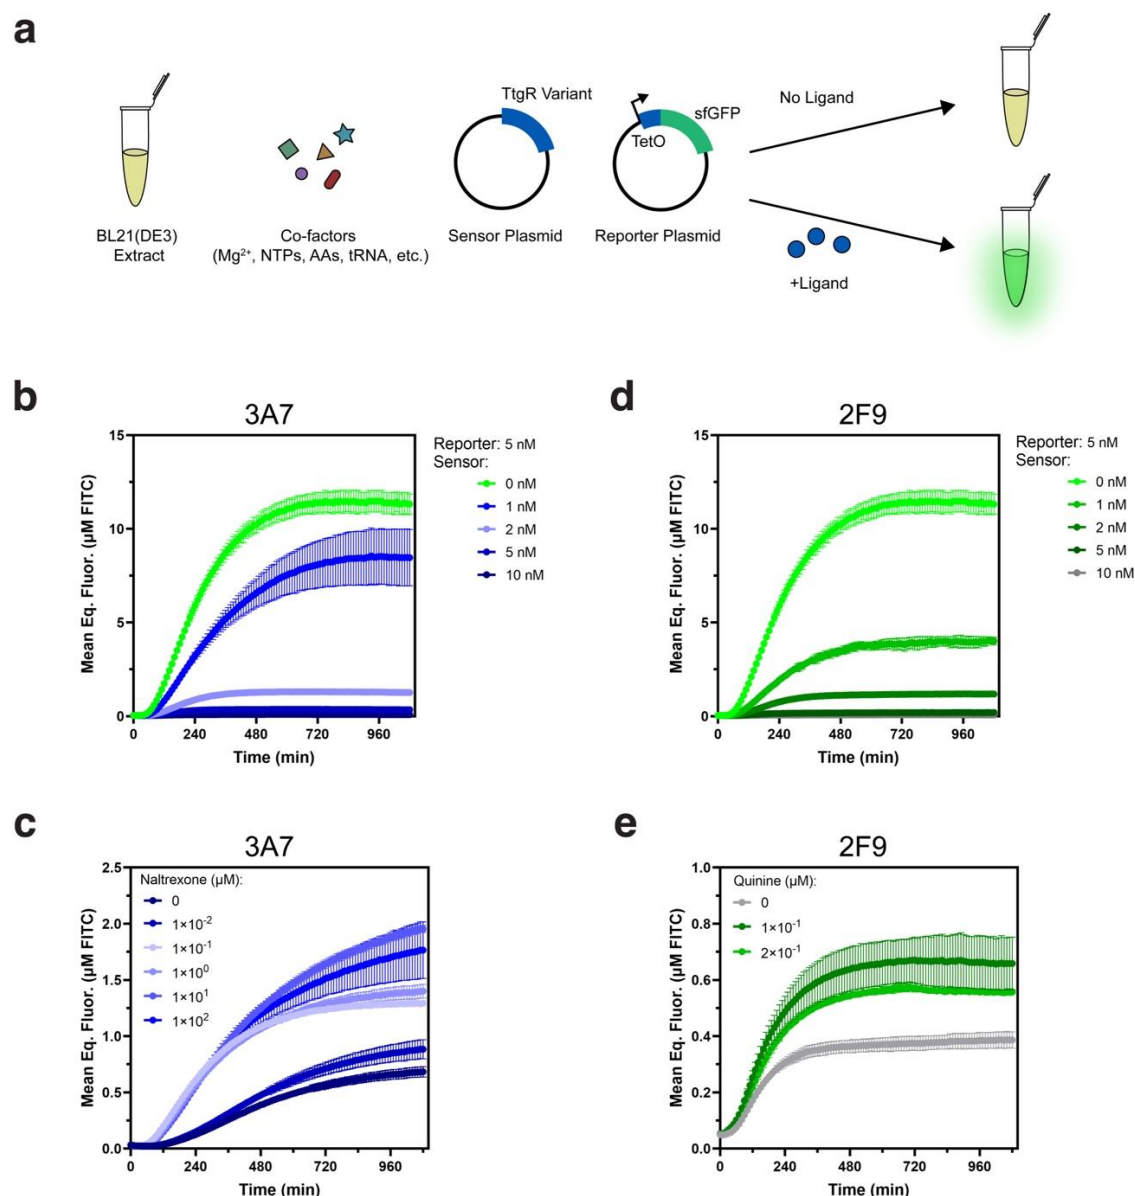 a
TtgR Variant
sfGFP
TetO
No Ligand
BL21(DE3)
Extract
Co-factors
(Mg²⁺, NTPs, AAs, tRNA, etc.)
Sensor Plasmid
Reporter Plasmid
+Ligand
b
3A7
Mean Eq. Fluor. (µM FITC)
15
10
5
0
0 240 480 720 960
Time (min)
Reporter: 5 nM
Sensor:
0 nM
1 nM
2 nM
5 nM
10 nM
d
2F9
Mean Eq. Fluor. (µM FITC)
15
10
5
0
0 240 480 720 960
Time (min)
Reporter: 5 nM
Sensor:
0 nM
1 nM
2 nM
5 nM
10 nM
c
3A7
Mean Eq. Fluor. (µM FITC)
2.5
2.0
1.5
1.0
0.5
0.0
Naltrexone (µM):
0
1×10⁻²
1×10⁻¹
1×10⁰
1×10¹
1×10²
0 240 480 720 960
Time (min)
e
2F9
Mean Eq. Fluor. (µM FITC)
1.0
0.8
0.6
0.4
0.2
0.0
Quinine (µM):
0
1×10⁻¹
2×10⁻¹
0 240 480 720 960
Time (min)